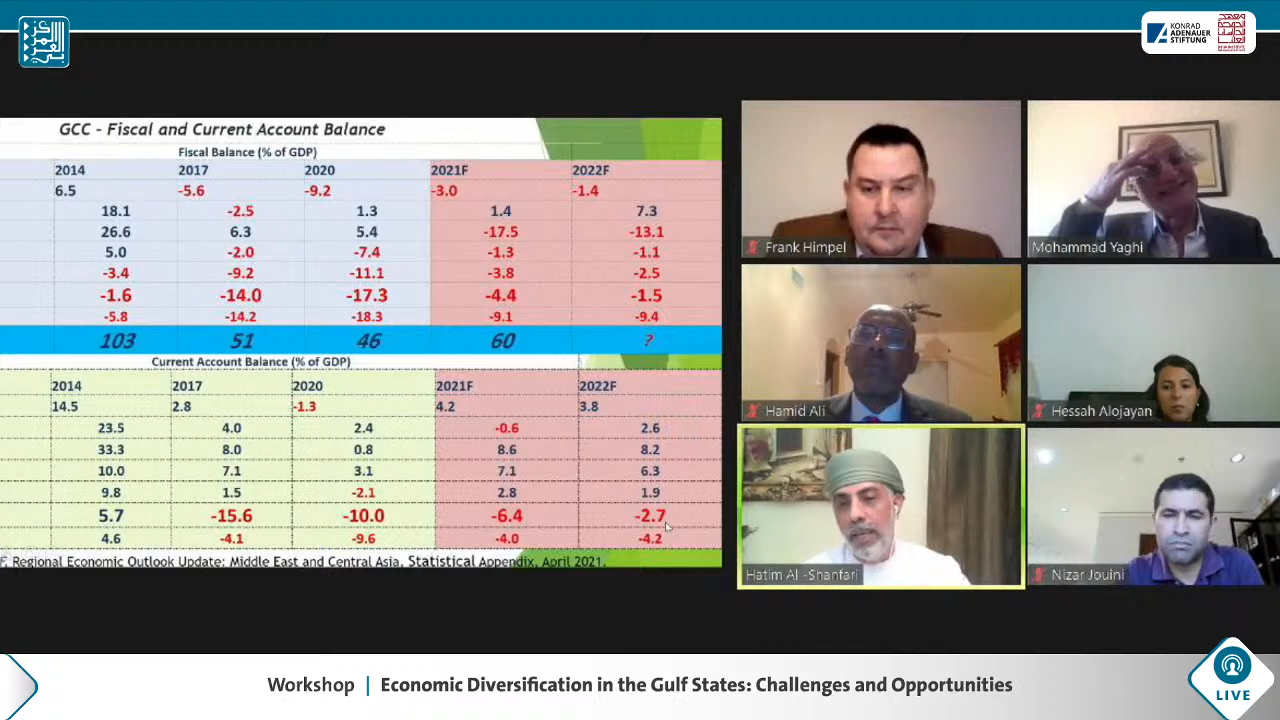 KONRAD
ADENAUER
STIFTUNG
GCC - Fiscal and Current Account Balance
Fiscal Balance (% of GDP)
2014 2017 2020 2021F 2022F
6.5 -5.6 -9.2 -3.0 -1.4
18.1 -2.5 1.3 1.4 7.3
26.6 6.3 5.4 -17.5 -13.1
5.0 -2.0 -7.4 -1.3 -1.1
-3.4 -9.2 -11.1 -3.8 -2.5
-1.6 -14.0 -17.3 -4.4 -1.5
-5.8 -14.2 -18.3 -9.1 -9.4
103 51 46 60 ?
Current Account Balance (% of GDP)
2014 2017 2020 2021F 2022F
14.5 2.8 -1.3 4.2 3.8
23.5 4.0 2.4 -0.6 2.6
33.3 8.0 0.8 8.6 8.2
10.0 7.1 3.1 7.1 6.3
9.8 1.5 -2.1 2.8 1.9
5.7 -15.6 -10.0 -6.4 -2.7
4.6 -4.1 -9.6 -4.0 -4.2
Regional Economic Outlook Update: Middle East and Central Asia, Statistical Appendix, April 2021.
Frank Himpel
Mohammad Yaghi
Hamid Ali
Hessah Alojayan
Hatim Al -Shanfari
Nizar Jouini
Workshop | Economic Diversification in the Gulf States: Challenges and Opportunities
LIVE